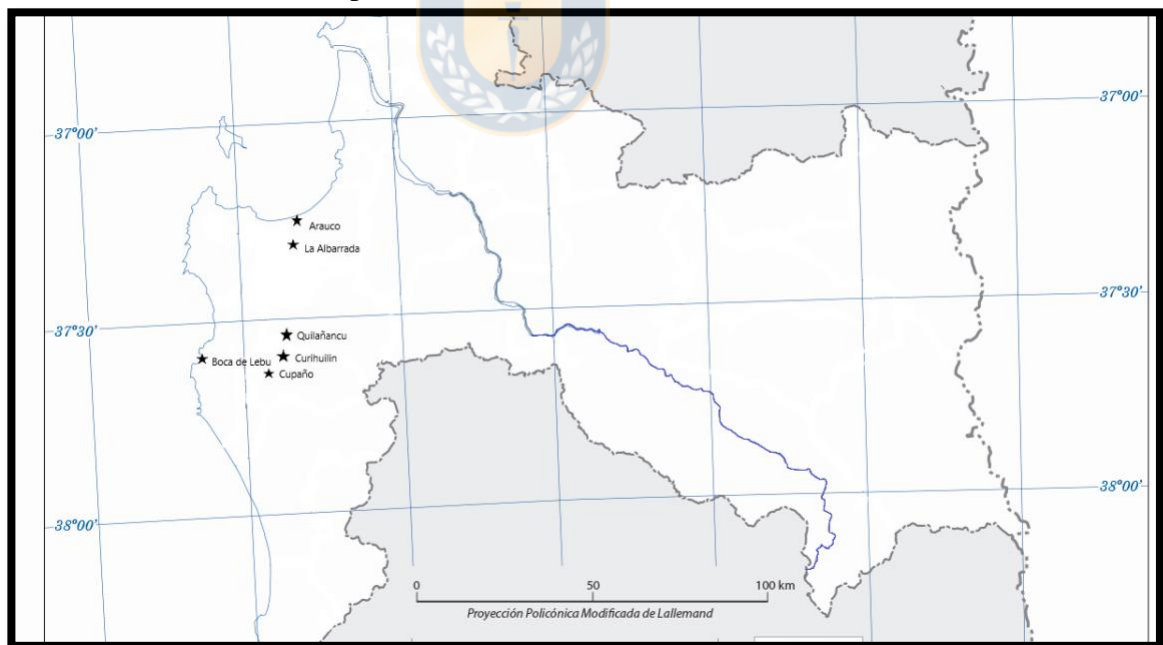 37°00'
37°00'
Arauco
La Albarrada
37°30'
37°30'
Quilañancu
Boca de Lebu
Curihuilin
Cupaño
38°00'
38°00'
0 50 100 km
Proyección Policónica Modificada de Lallemand